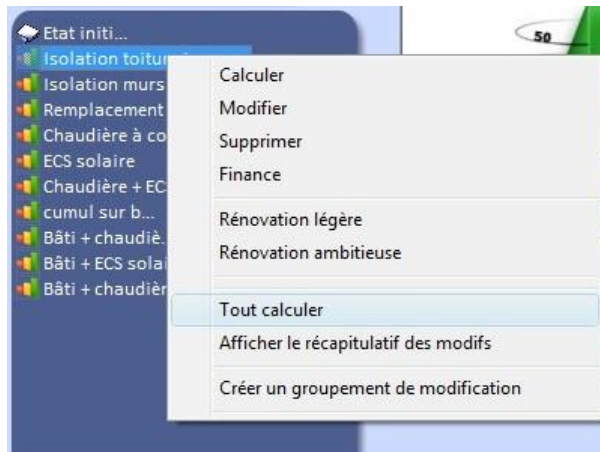 Etat initi...
Isolation toitu
Isolation murs
Remplacement
Chaudière à co
ECS solaire
Chaudière + EC
cumul sur b...
Bâti + chaudiè.
Bâti + ECS solai
Bâti + chaudièr
Calculer
Modifier
Supprimer
Finance
Rénovation légère
Rénovation ambitieuse
Tout calculer
Afficher le récapitulatif des modifs
Créer un groupement de modification
50